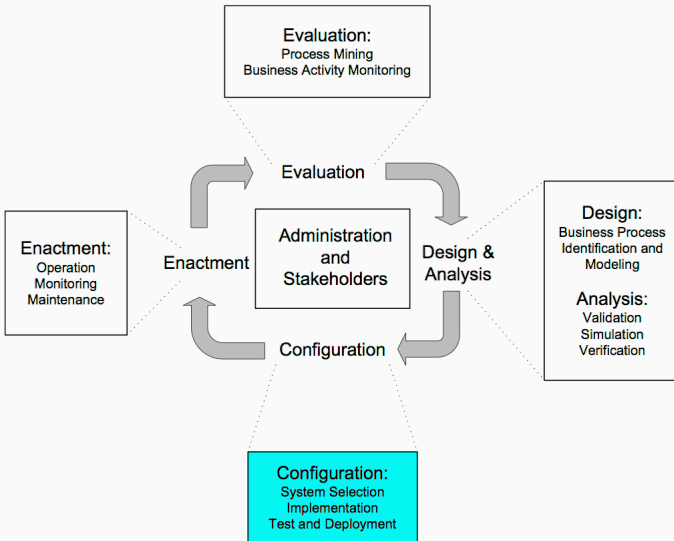 Evaluation:
Process Mining
Business Activity Monitoring
Evaluation
Enactment:
Operation
Monitoring
Maintenance
Enactment
Administration
and
Stakeholders
Design &
Analysis
Design:
Business Process
Identification and
Modeling
Analysis:
Validation
Simulation
Verification
Configuration
Configuration:
System Selection
Implementation
Test and Deployment